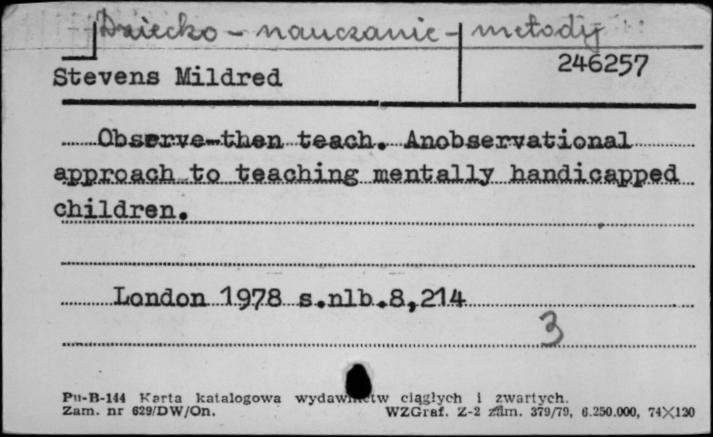 Dziecko - nauczanie - metody
246257
Stevens Mildred
Observe-then teach. Anobservational
approach to teaching mentally handicapped
children.
London 1978 s.nlb.8,214
3
Pu-B-144 Karta katalogowa wydawnictw ciągłych i zwartych.
Zam. nr 629/DW/On. WZGraf. Z-2 zam. 379/79, 6.250.000, 74×120